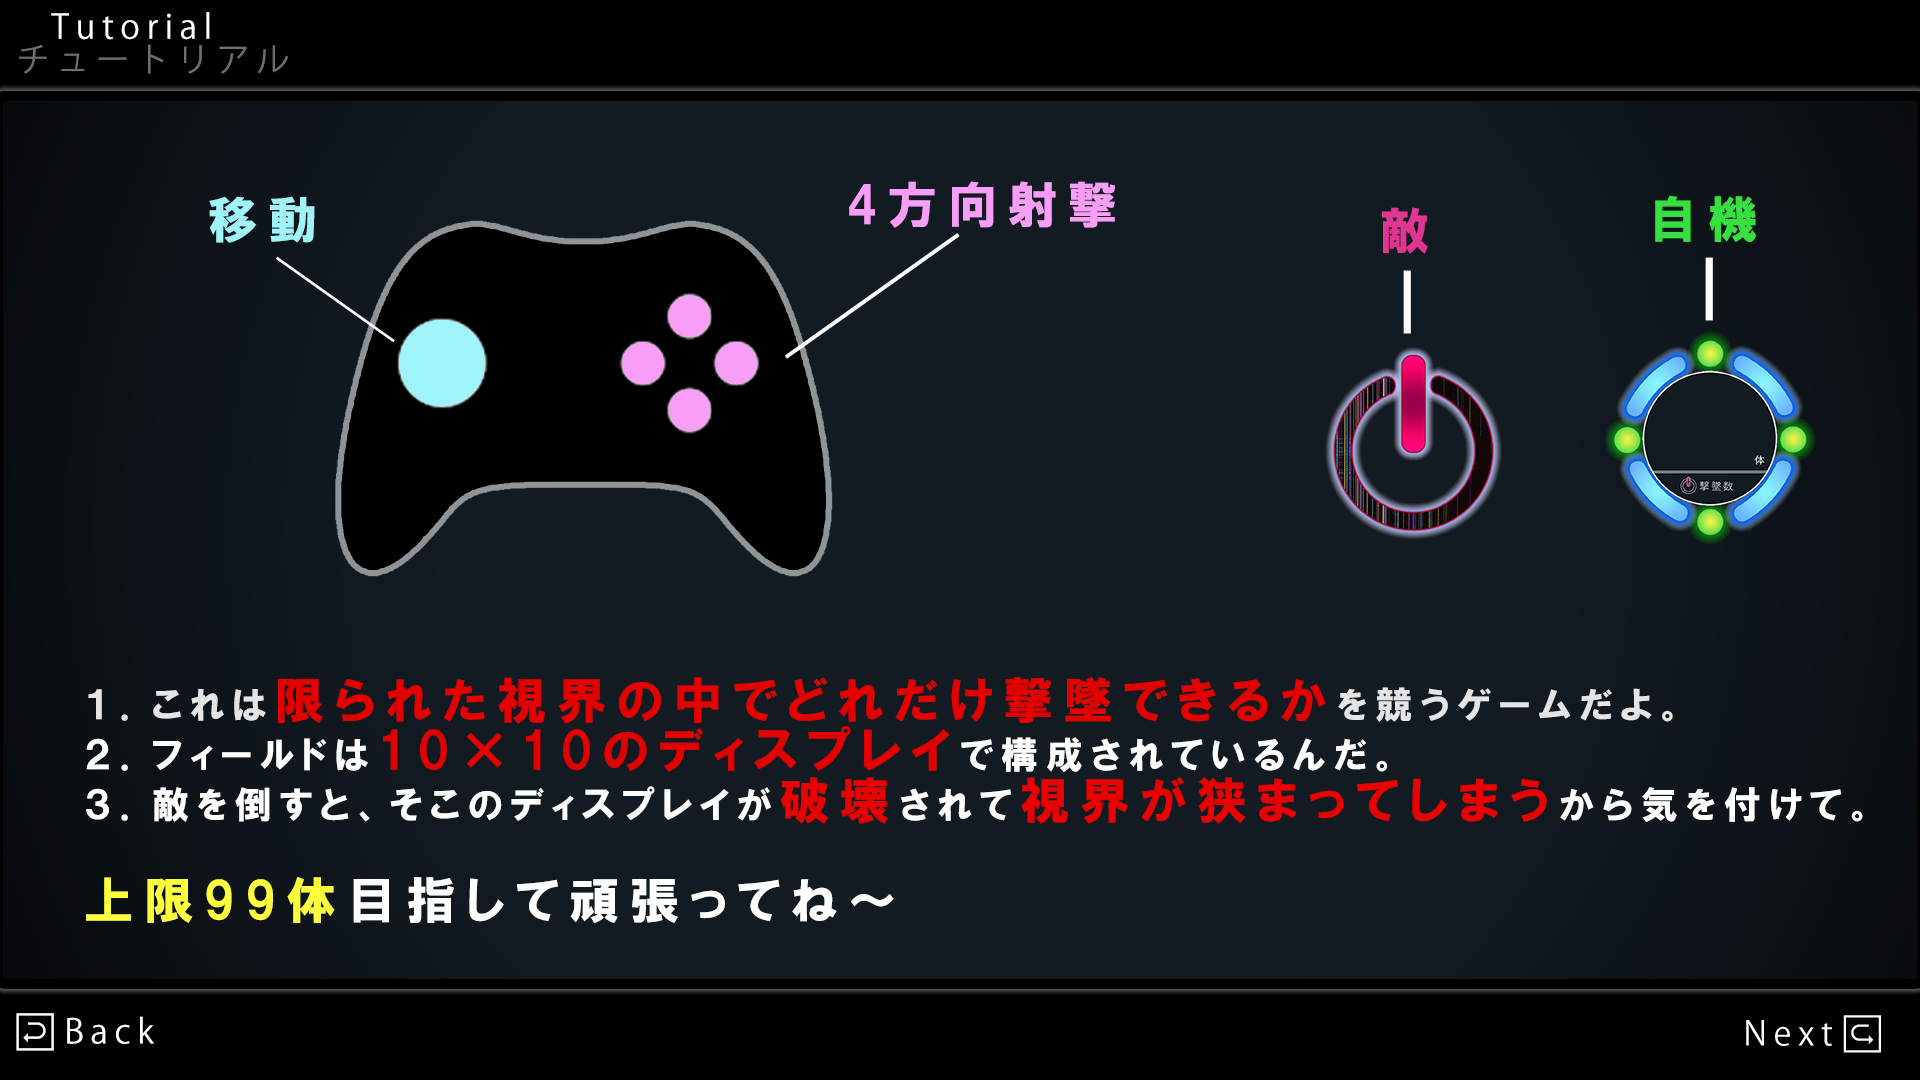 Tutorial
チュートリアル
移動
4方向射撃
敵
自機
体
撃墜数
1. これは限られた視界の中でどれだけ撃墜できるかを競うゲームだよ。
2. フィールドは10×10のディスプレイで構成されているんだ。
3. 敵を倒すと、そこのディスプレイが破壊されて視界が狭まってしまうから気を付けて。
上限99体目指して頑張ってね～
Back
Next